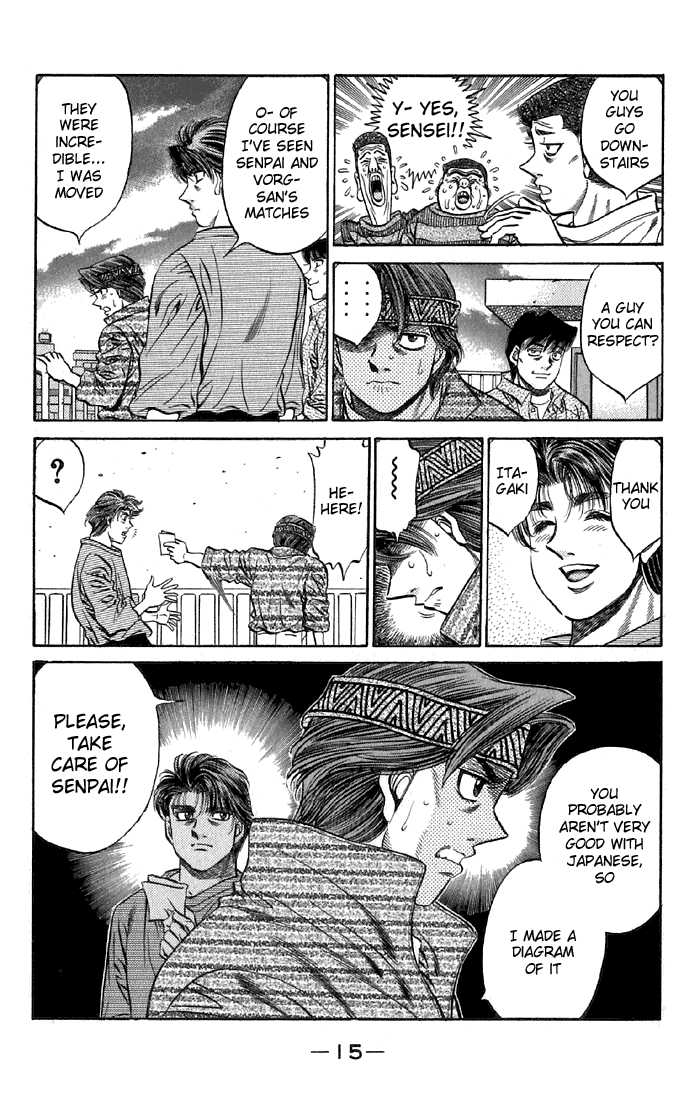 YOU
GUYS
GO
DOWN-
STAIRS
Y- YES,
SENSEI!!
A GUY
YOU CAN
RESPECT?
......
O- OF
COURSE
I'VE SEEN
SENPAI AND
VORG-
SAN'S
MATCHES
THEY
WERE
INCRE-
DIBLE...
I WAS
MOVED
THANK
YOU
ITA-
GAKI
HE-
HERE!
?
YOU
PROBABLY
AREN'T VERY
GOOD WITH
JAPANESE,
SO
I MADE A
DIAGRAM
OF IT
PLEASE,
TAKE
CARE OF
SENPAI!!
—15—